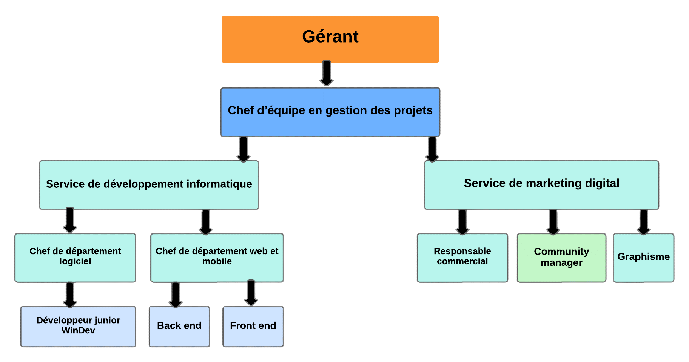 Gérant
Chef d'équipe en gestion des projets
Service de développement informatique
Service de marketing digital
Chef de département
logiciel
Chef de département web et
mobile
Responsable
commercial
Community
manager
Graphisme
Développeur junior
WinDev
Back end
Front end